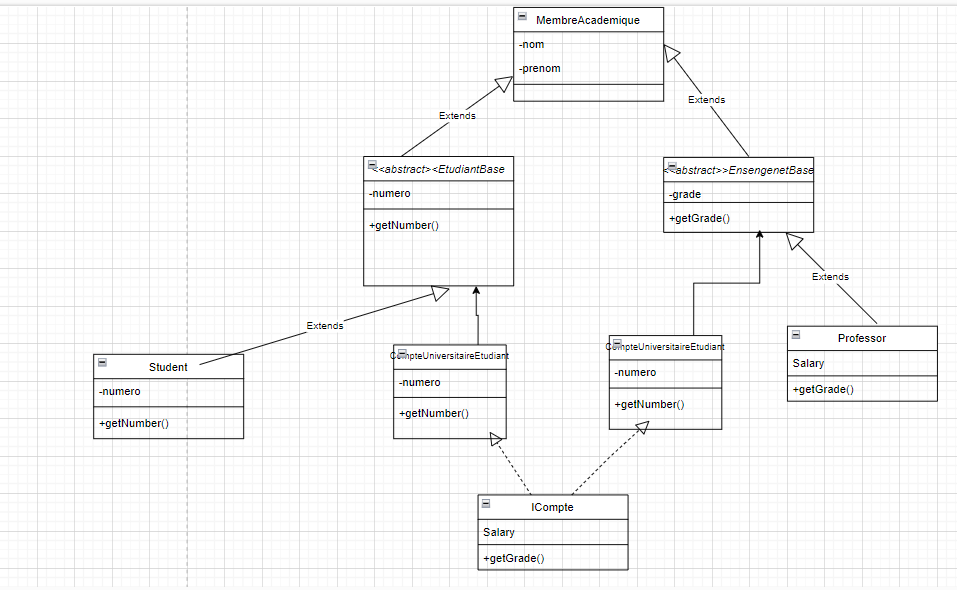 MembreAcademique
-nom
-prenom
Extends
Extends
<<abstract><EtudiantBase
-numero
+getNumber()
<<abstract>>EnsengenetBase
-grade
+getGrade()
Extends
Extends
Student
-numero
+getNumber()
CompteUniversitaireEtudiant
-numero
+getNumber()
CompteUniversitaireEtudiant
-numero
+getNumber()
Professor
Salary
+getGrade()
ICompte
Salary
+getGrade()